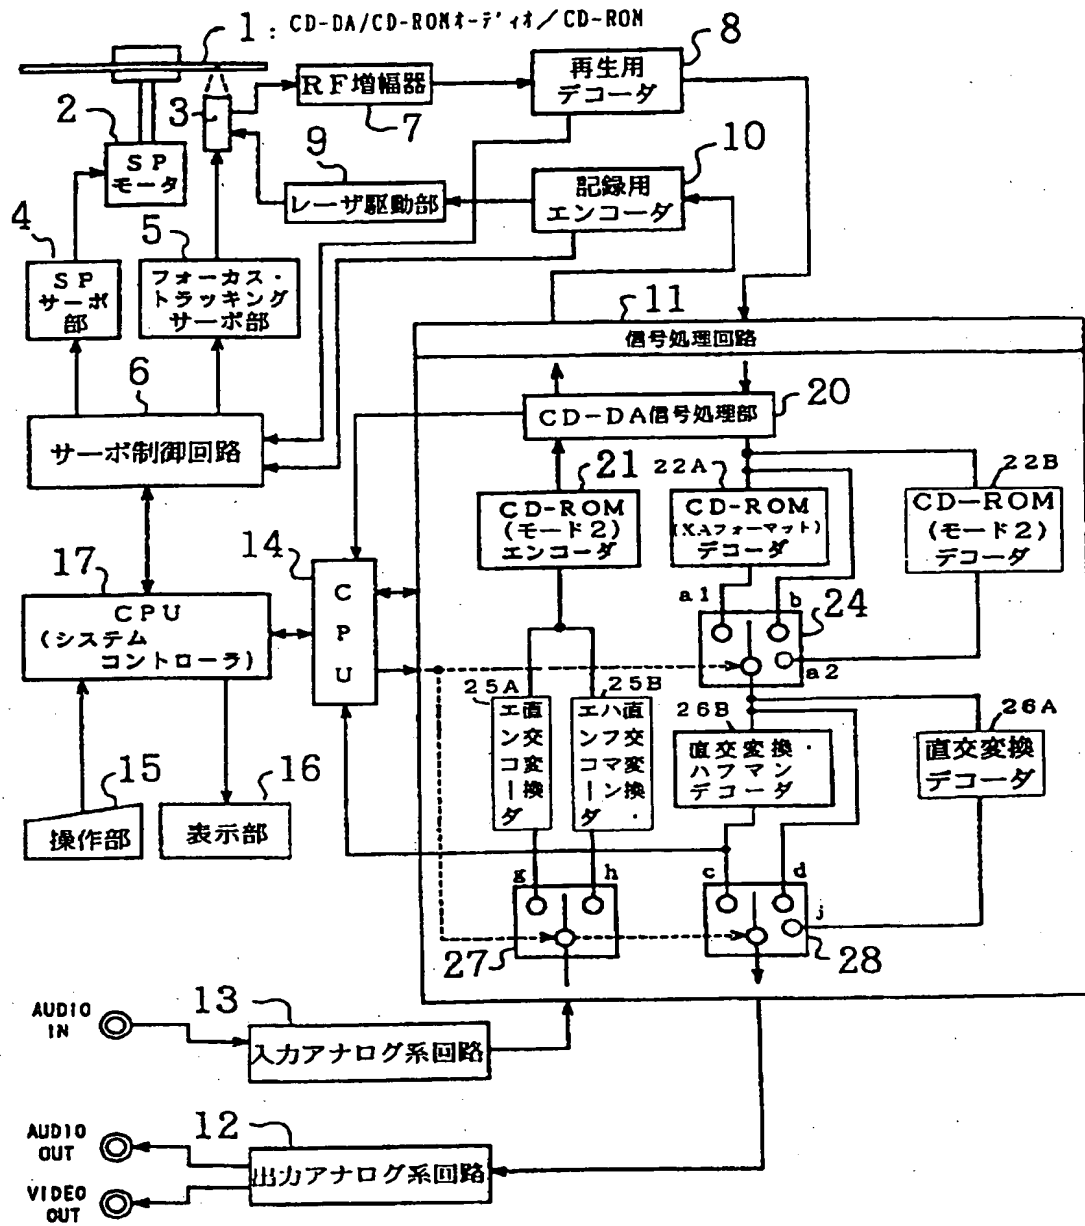 1 : CD-DA/CD-ROMオーディオ/CD-ROM
8
再生用
デコーダ
RF増幅器
7
3
2
SP
モータ
9
レーザ駆動部
10
記録用
エンコーダ
4
SP
サーボ
部
5
フォーカス・
トラッキング
サーボ部
11
信号処理回路
6
サーボ制御回路
CD-DA信号処理部
20
21
CD-ROM
(モード2)
エンコーダ
22A
CD-ROM
(XAフォーマット)
デコーダ
22B
CD-ROM
(モード2)
デコーダ
17
CPU
(システム
コントローラ)
14
CPU
a1
b
24
a2
25A
直交変換
エンコーダ
25B
直交変換・
ハフマン
エンコーダ
26B
直交変換・
ハフマン
デコーダ
26A
直交変換
デコーダ
15
操作部
16
表示部
g
h
27
c
d
j
28
AUDIO
IN
13
入力アナログ系回路
AUDIO
OUT
12
出力アナログ系回路
VIDEO
OUT